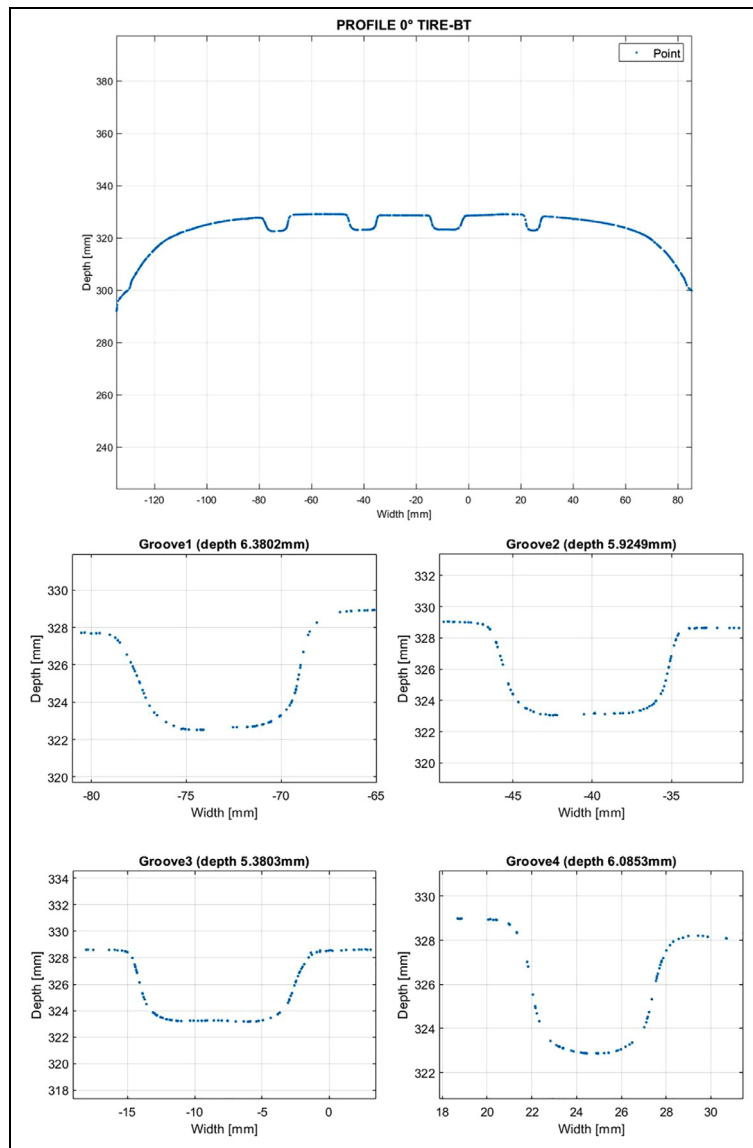 PROFILE 0° TIRE-BT
Point
380
360
340
320
300
280
260
240
Depth [mm]
-120 -100 -80 -60 -40 -20 0 20 40 60 80
Width [mm]
Groove1 (depth 6.3802mm)
330
328
326
324
322
320
Depth [mm]
-80 -75 -70 -65
Width [mm]
Groove2 (depth 5.9249mm)
332
330
328
326
324
322
320
Depth [mm]
-45 -40 -35
Width [mm]
Groove3 (depth 5.3803mm)
334
332
330
328
326
324
322
320
318
Depth [mm]
-15 -10 -5 0
Width [mm]
Groove4 (depth 6.0853mm)
330
328
326
324
322
Depth [mm]
18 20 22 24 26 28 30
Width [mm]